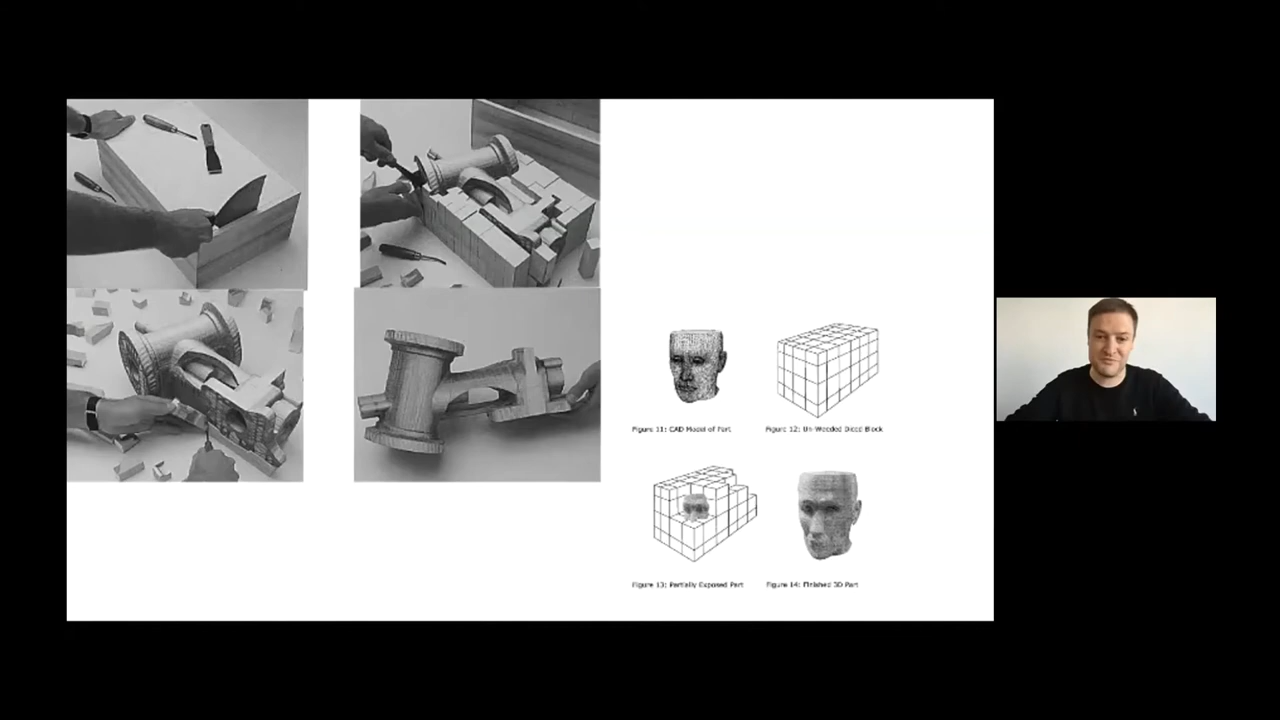 Figure 11: CAD Model of Part
Figure 12: Un-Weeded Diced Block
Figure 13: Partially Exposed Part
Figure 14: Finished 3D Part